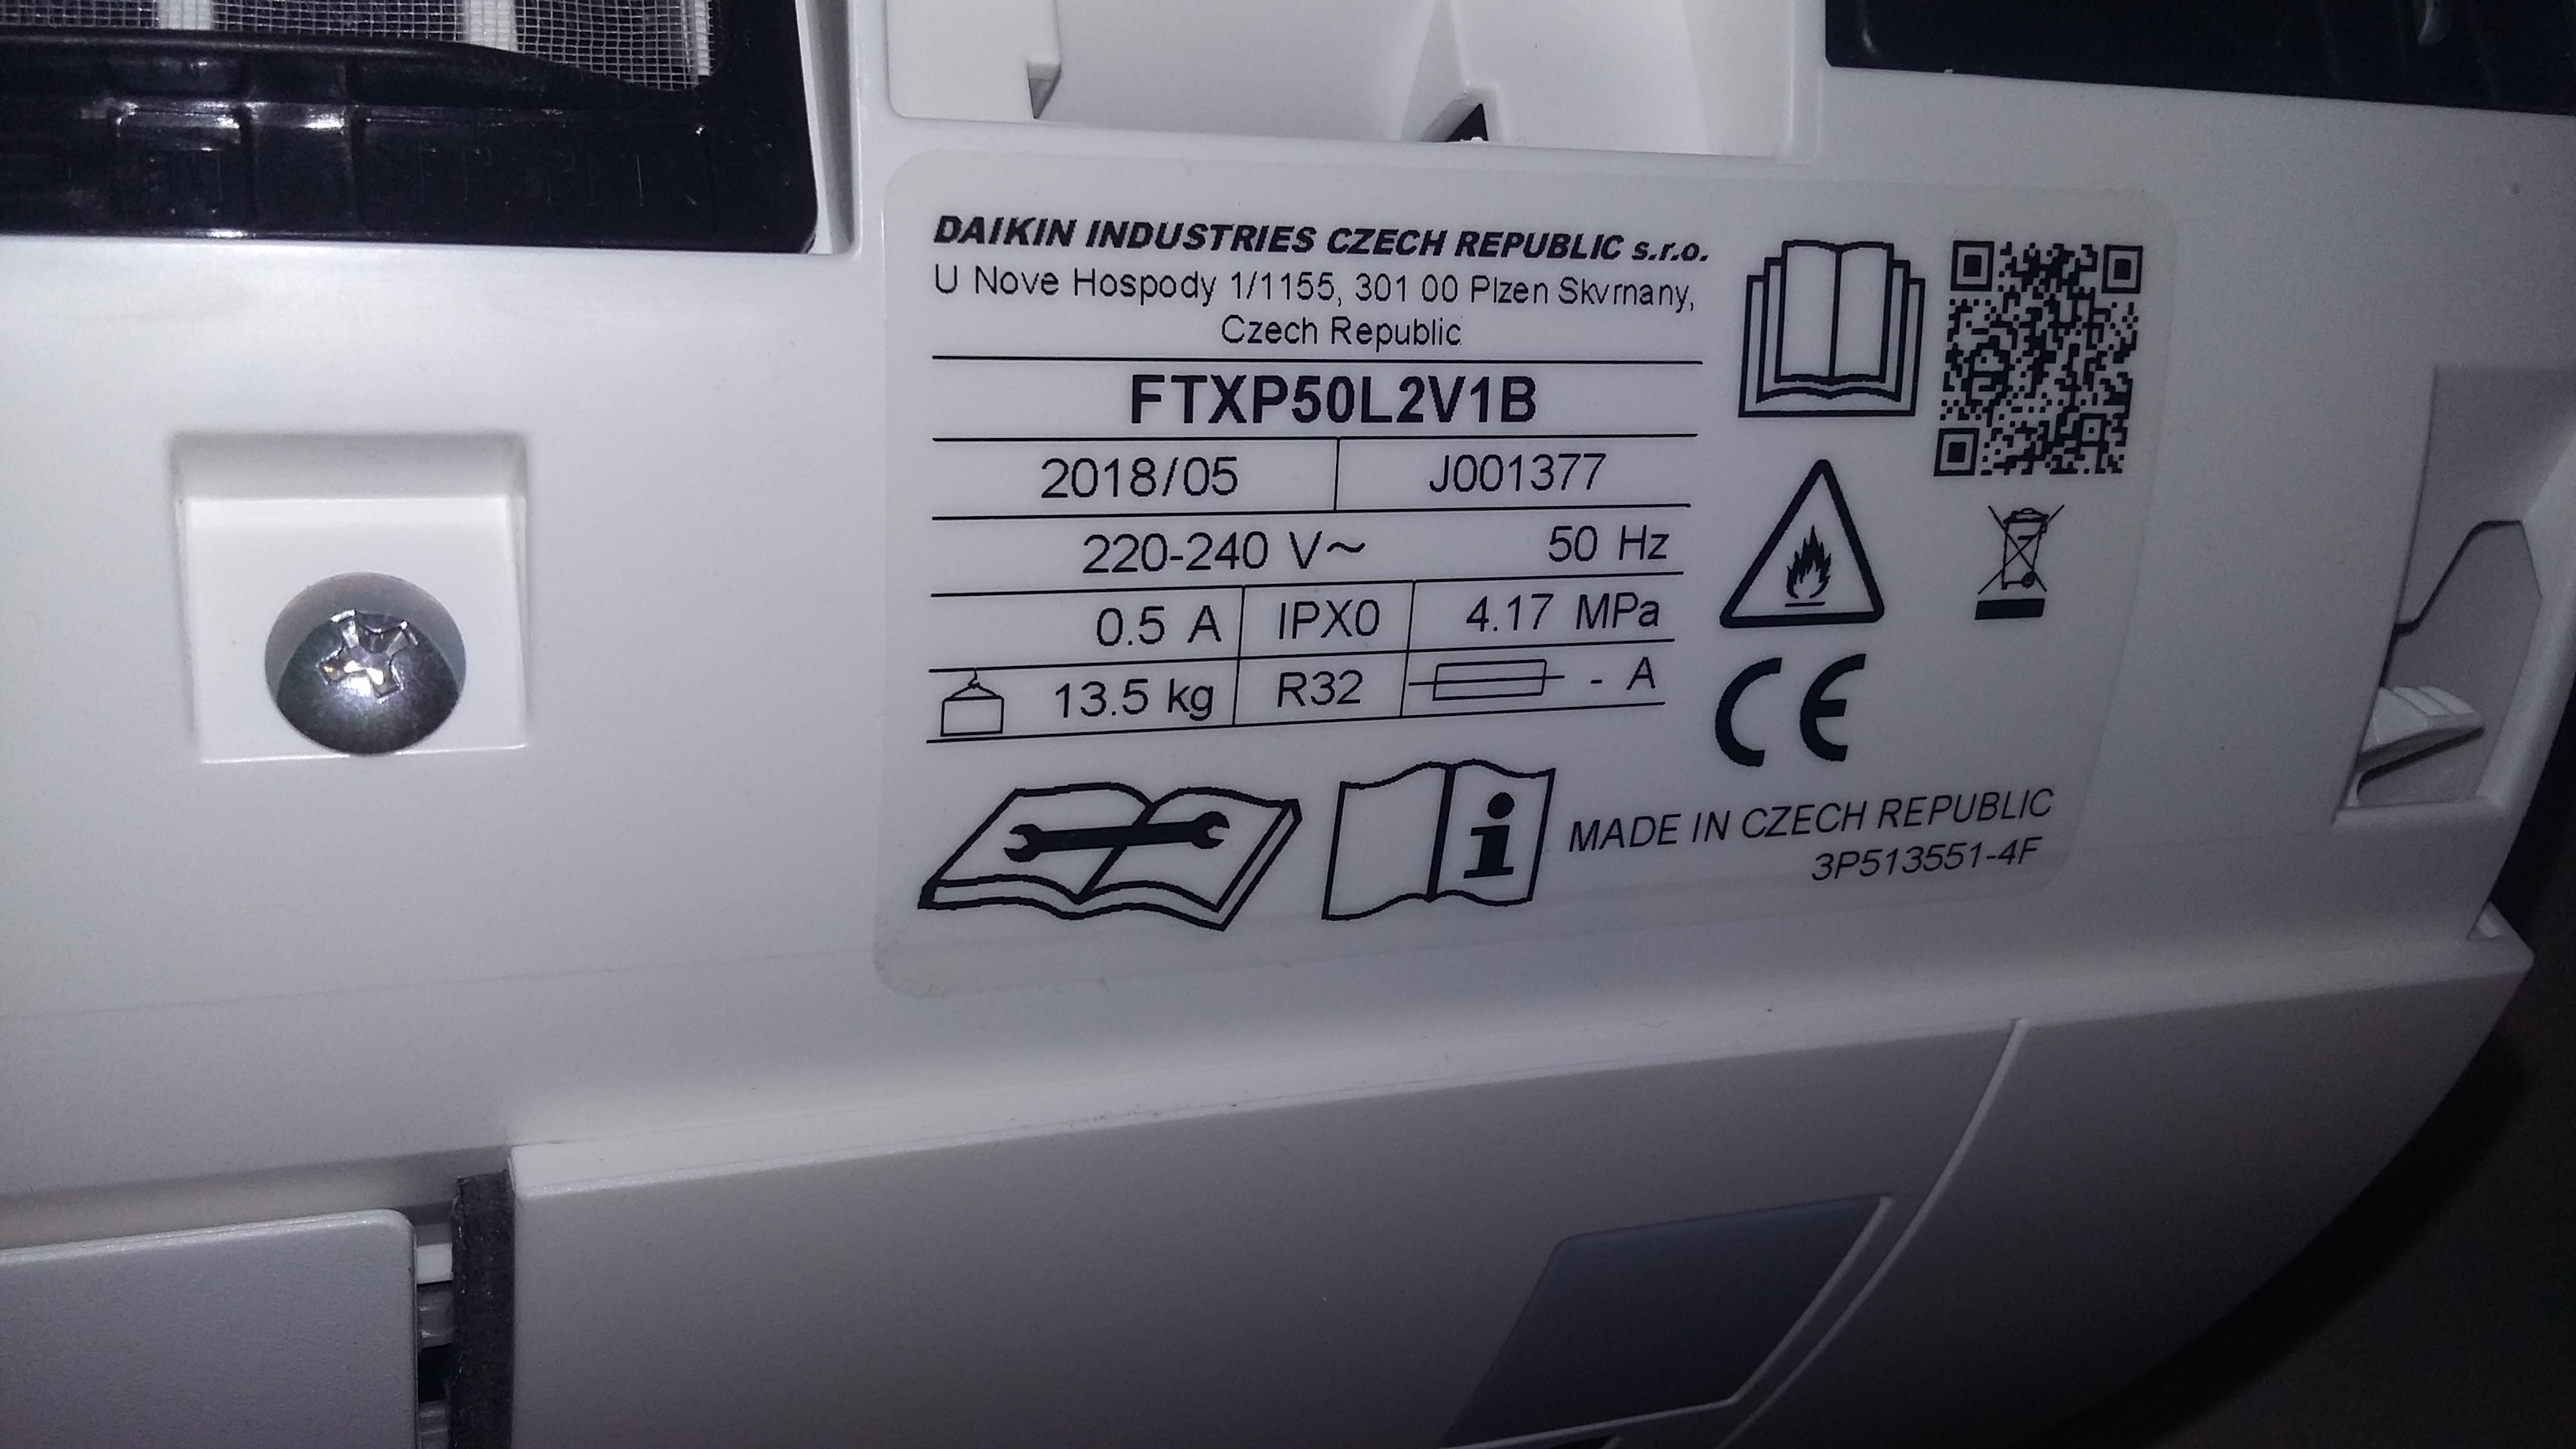 DAIKIN INDUSTRIES CZECH REPUBLIC s.r.o.
U Nove Hospody 1/1155, 301 00 Plzen Skvrnany,
Czech Republic
FTXP50L2V1B
2018/05 J001377
220-240 V~ 50 Hz
0.5 A IPX0 4.17 MPa
13.5 kg R32 - A
CE
i
MADE IN CZECH REPUBLIC
3P513551-4F